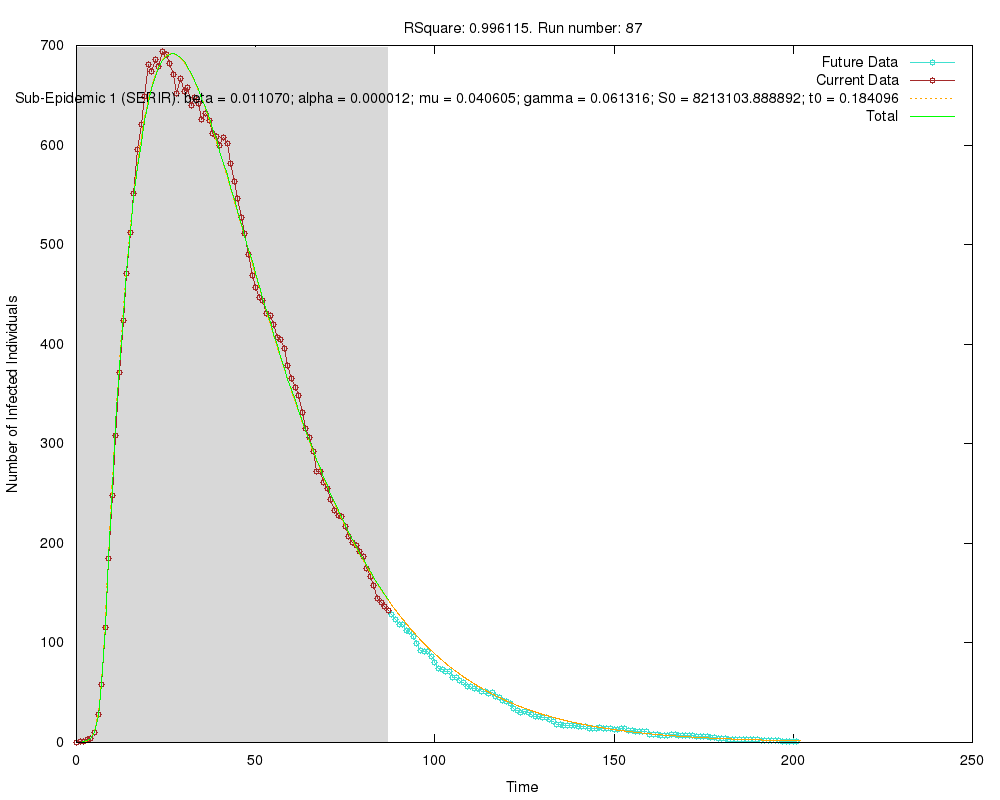 RSquare: 0.996115. Run number: 87
700
600
500
400
300
200
100
0
Number of Infected Individuals
Future Data
Current Data
Sub-Epidemic 1 beta = 0.011070; alpha = 0.000012; mu = 0.040605; gamma = 0.061316; S0 = 8213103.888892; t0 = 0.184096
Total
0 50 100 150 200 250
Time